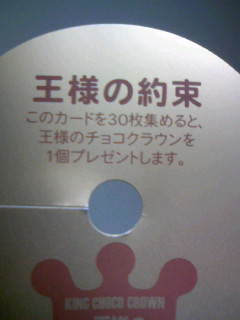 王様の約束
このカードを30枚集めると、
王様のチョコクラウンを
1個プレゼントします。
KING CHOCO CROWN